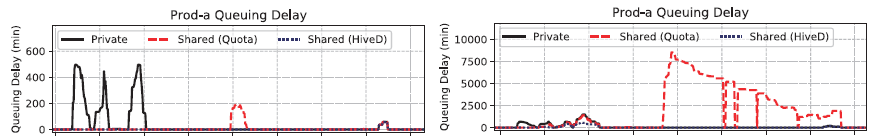 Prod-a Queuing Delay
Queuing Delay (min)
600
400
200
0
Private
Shared (Quota)
Shared (HiveD)
Prod-a Queuing Delay
Queuing Delay (min)
10000
7500
5000
2500
0
Private
Shared (Quota)
Shared (HiveD)